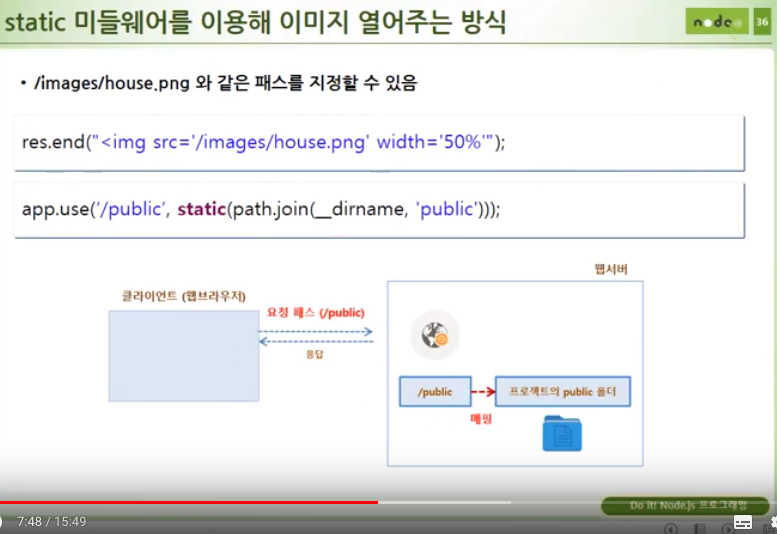 static 미들웨어를 이용해 이미지 열어주는 방식
node
36
• /images/house.png 와 같은 패스를 지정할 수 있음
res.end("<img src='/images/house.png' width='50%'");
app.use('/public', static(path.join(__dirname, 'public')));
웹서버
클라이언트 (웹브라우저)
요청 패스 (/public)
응답
/public
프로젝트의 public 폴더
매핑
Do it! Node.js 프로그래밍
7:48 / 15:49